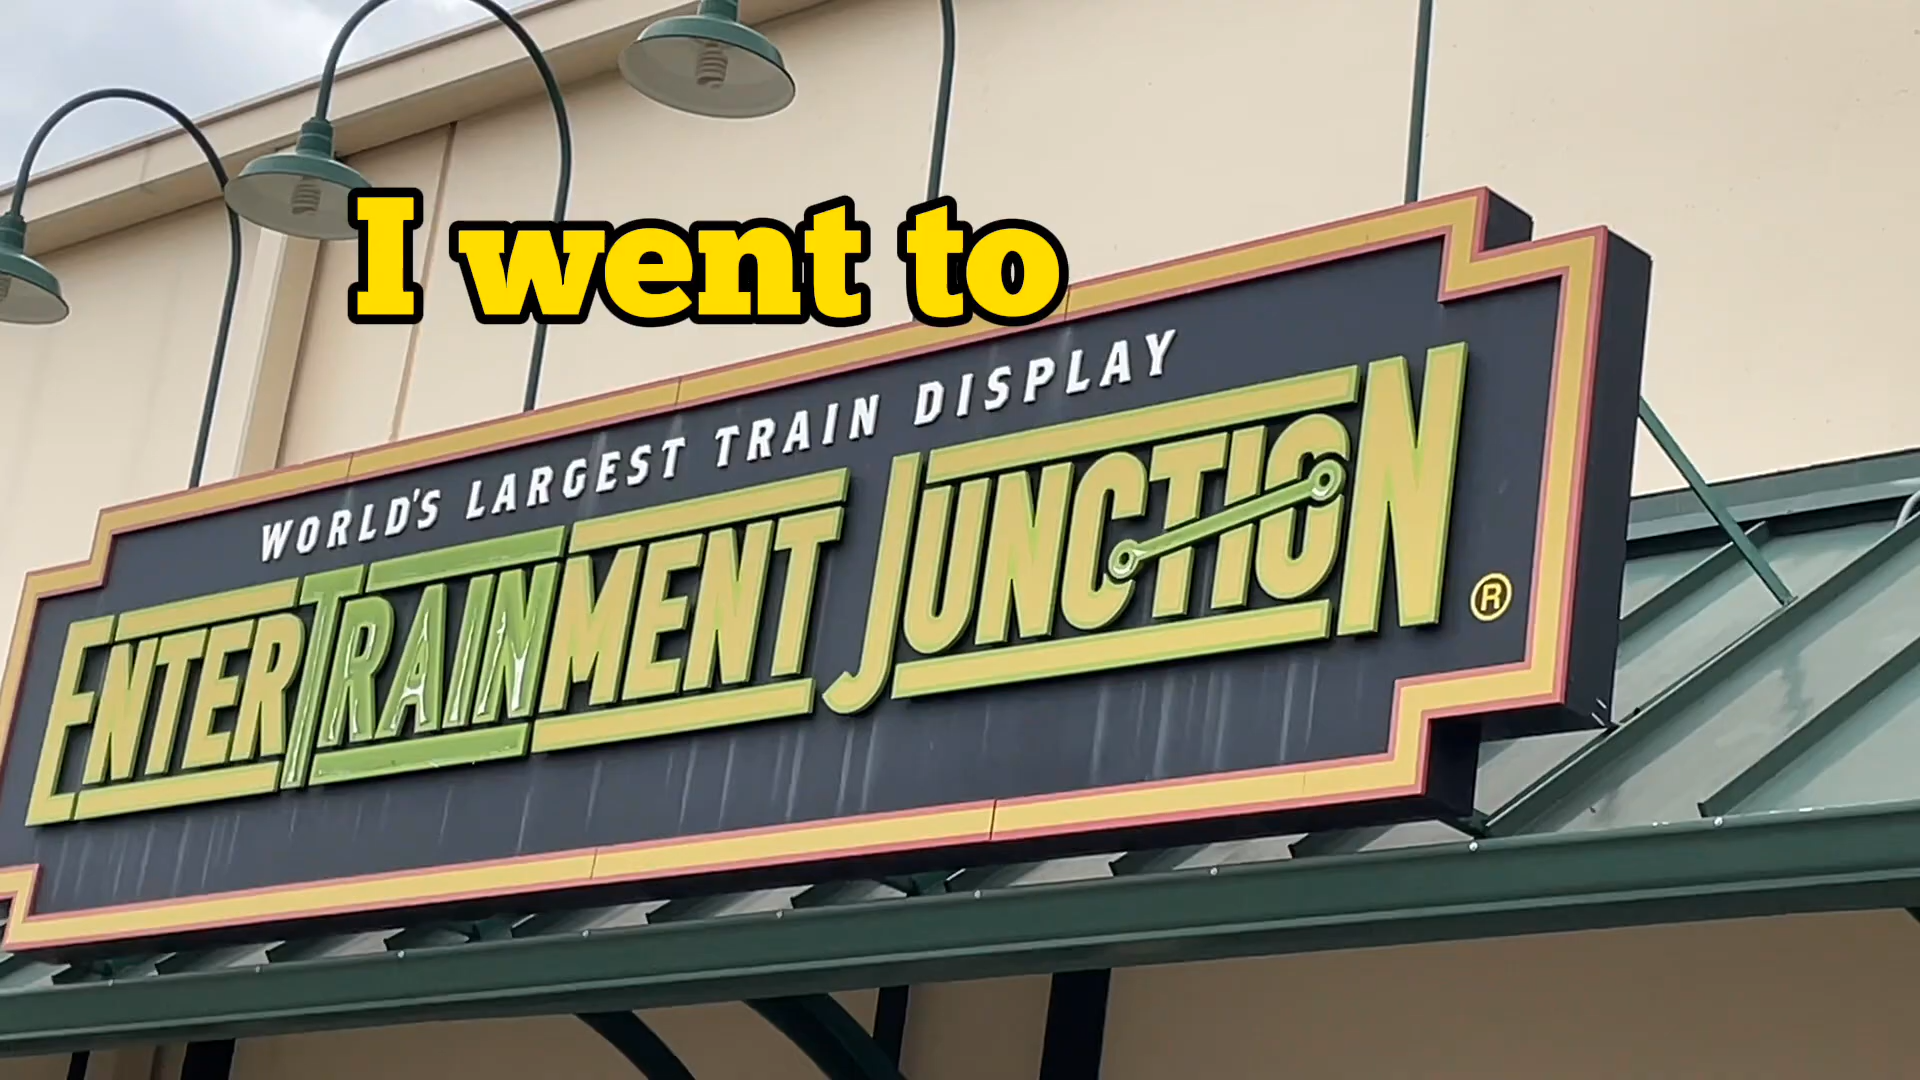 I went to
WORLD'S LARGEST TRAIN DISPLAY
ENTERTRAINMENT JUNCTION ®